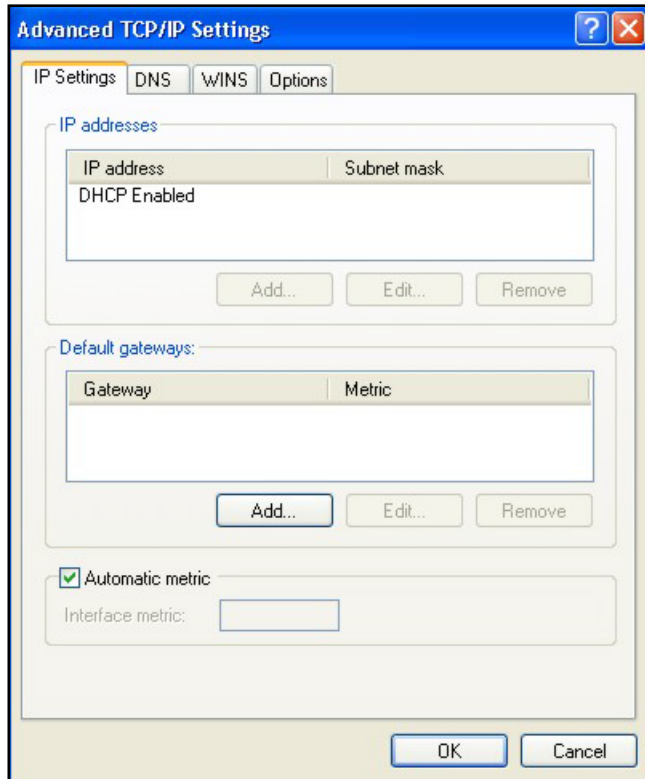 Advanced TCP/IP Settings
IP Settings DNS WINS Options
IP addresses
IP address Subnet mask
DHCP Enabled
Add... Edit... Remove
Default gateways:
Gateway Metric
Add... Edit... Remove
Automatic metric
Interface metric:
OK Cancel